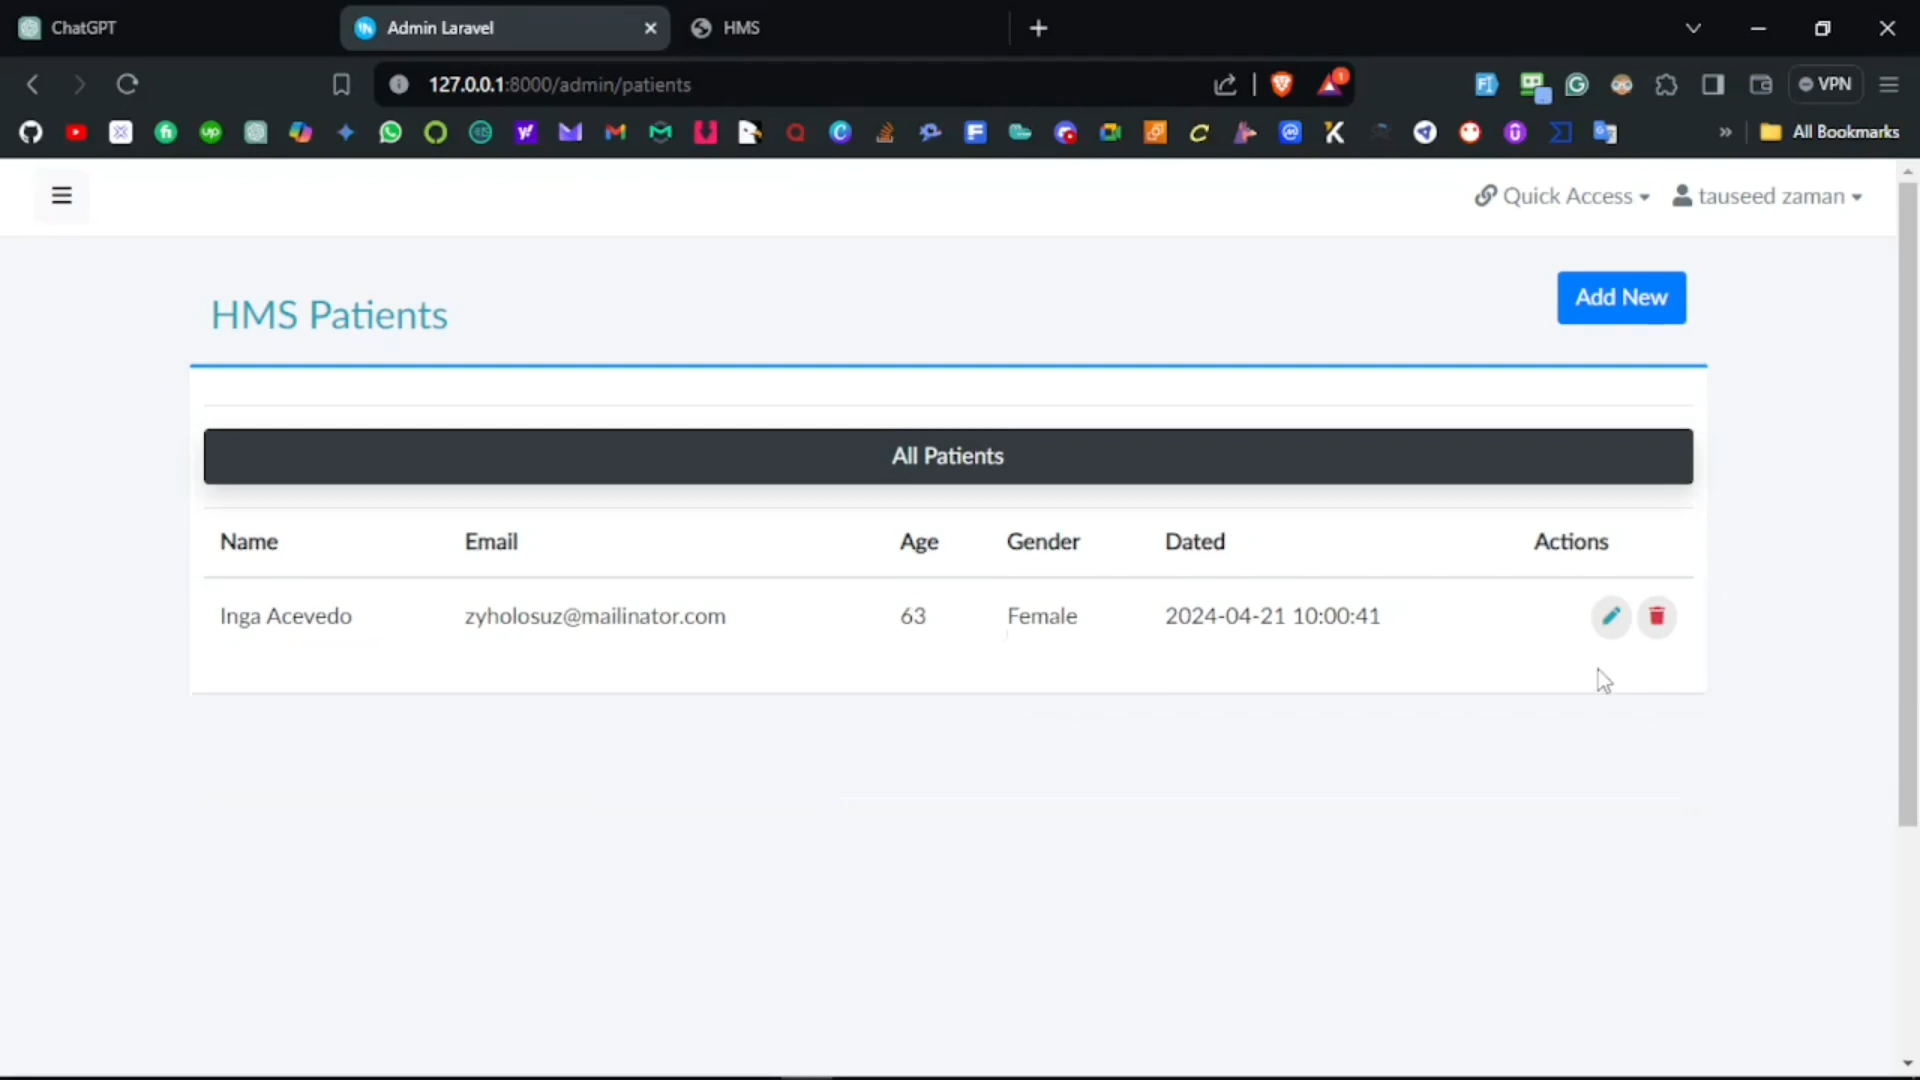 ChatGPT
Admin Laravel
HMS
127.0.0.1:8000/admin/patients
1
VPN
All Bookmarks
Quick Access
tauseed zaman
HMS Patients
Add New
All Patients
Name Email Age Gender Dated Actions
Inga Acevedo zyholosuz@mailinator.com 63 Female 2024-04-21 10:00:41